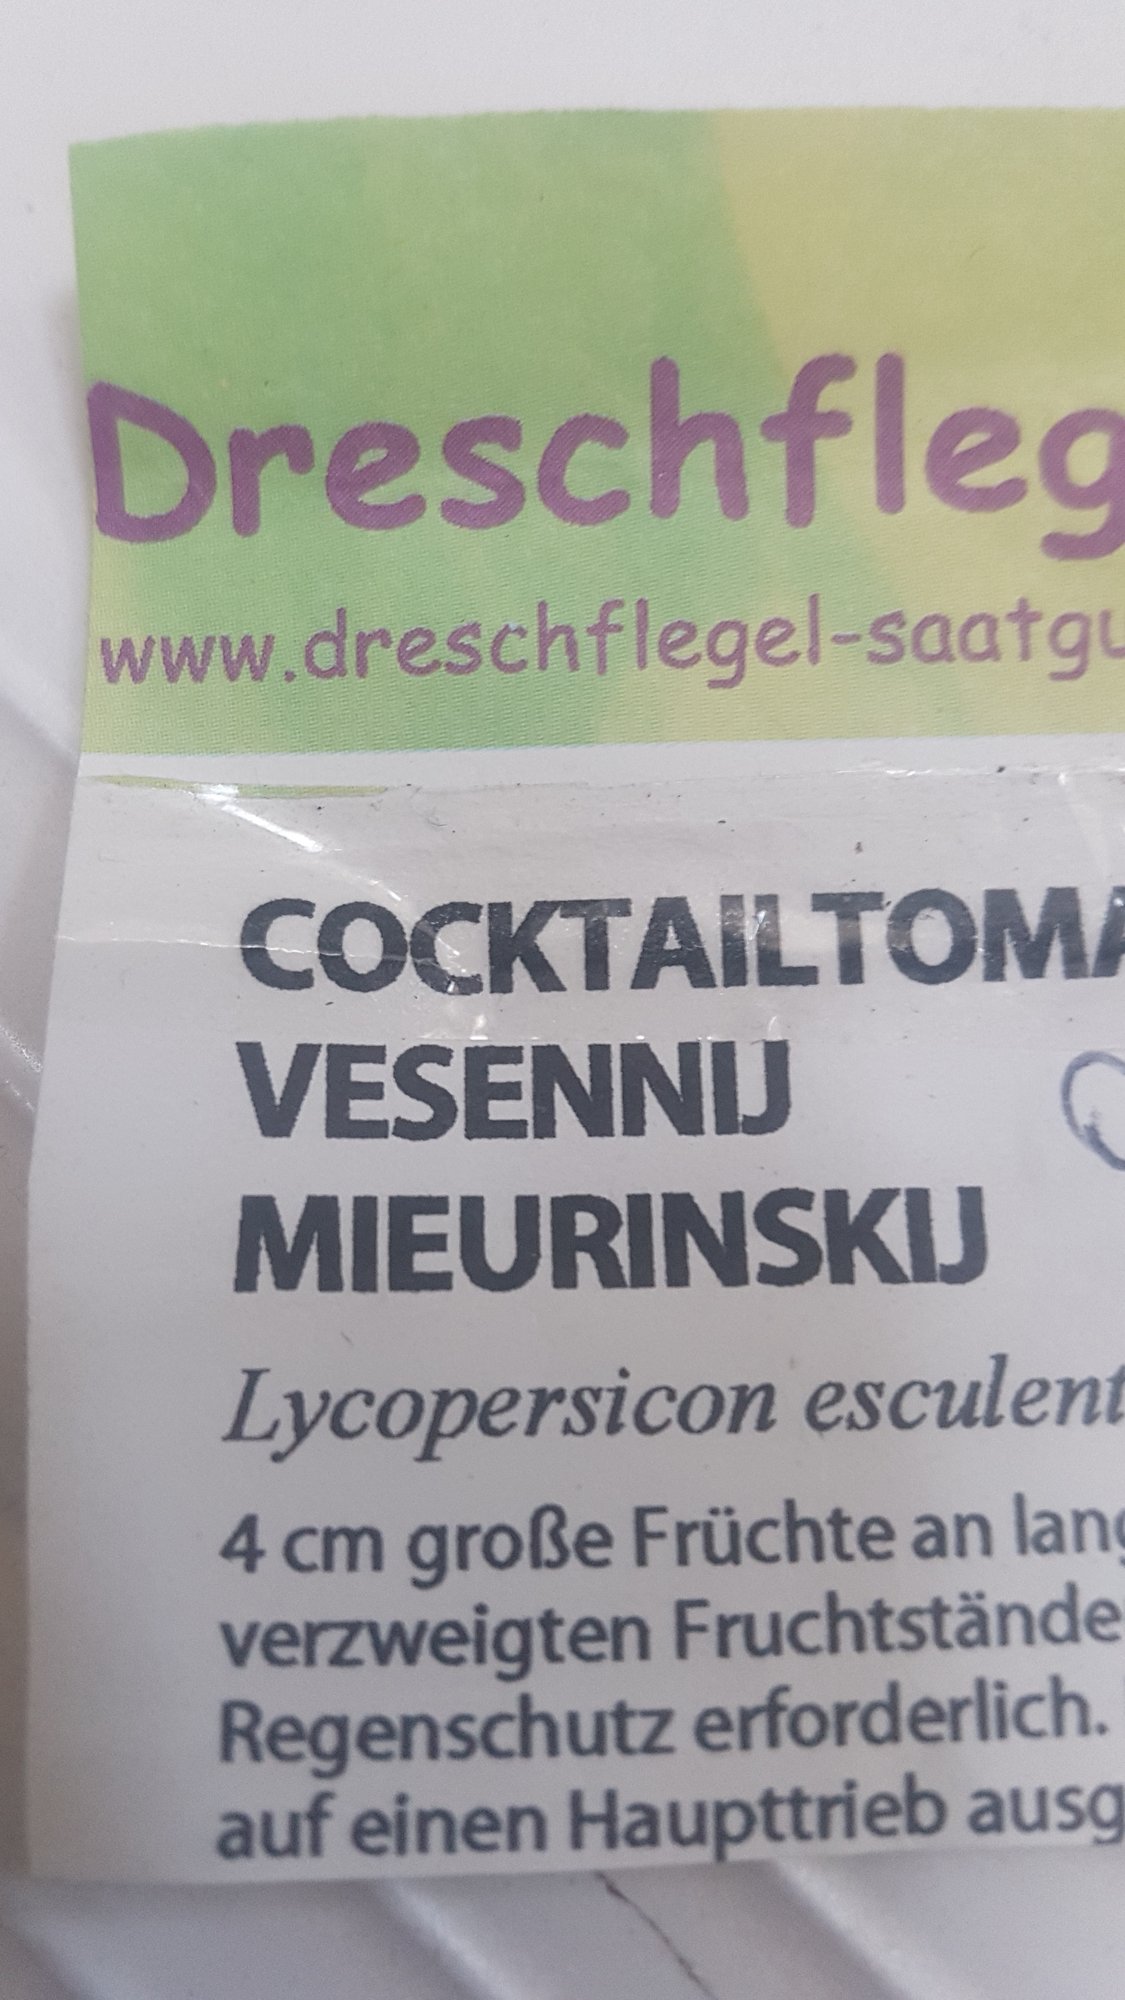 Dreschfleg
www.dreschflegel-saatgu
COCKTAILTOMA
VESENNIJ
MIEURINSKIJ
Lycopersicon esculent
4 cm große Früchte an lang
verzweigten Fruchtstände
Regenschutz erforderlich.
auf einen Haupttrieb ausg